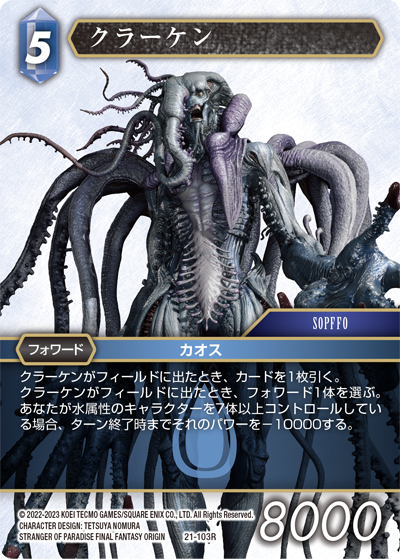 5
クラーケン
SOPFFO
フォワード
カオス
クラーケンがフィールドに出たとき、カードを1枚引く。
クラーケンがフィールドに出たとき、フォワード1体を選ぶ。
あなたが水属性のキャラクターを7体以上コントロールしてい
る場合、ターン終了時までそのパワーを－10000する。
© 2022-2023 KOEI TECMO GAMES/SQUARE ENIX CO., LTD. All Rights Reserved.
CHARACTER DESIGN: TETSUYA NOMURA
STRANGER OF PARADISE FINAL FANTASY ORIGIN
21-103R
8000